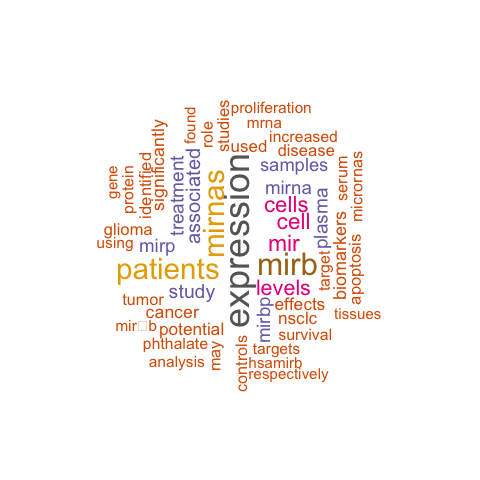 proliferation
mrna
increased
used
disease
studies
role
found
significantly
identified
protein
gene
treatment
associated
mirnas
expression
samples
mirna
cells
cell
mir
mirb
levels
plasma
serum
micrornas
biomarkers
target
apoptosis
glioma
using
mirp
patients
study
tumor
cancer
potential
phthalate
analysis
may
controls
mirbp
effects
nsclc
tissues
survival
targets
hsamirb
respectively